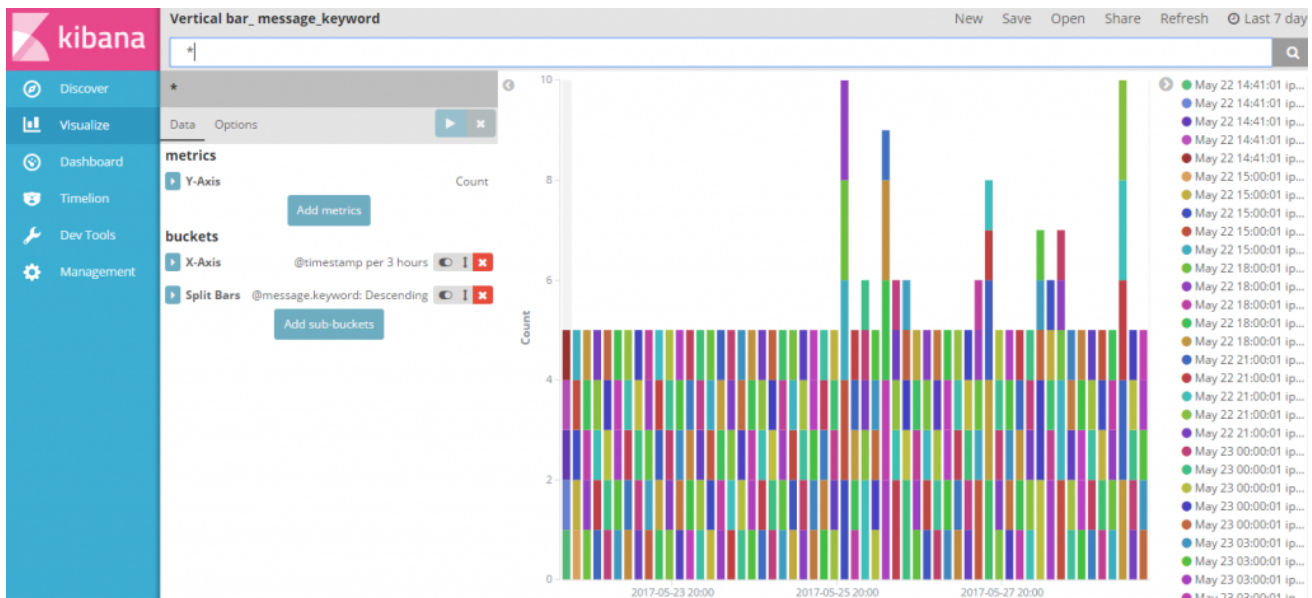 kibana
Discover
Visualize
Dashboard
Timelion
Dev Tools
Management
Vertical bar_ message_keyword
New Save Open Share Refresh Last 7 day
*
*
Data Options
metrics
Y-Axis Count
Add metrics
buckets
X-Axis @timestamp per 3 hours
Split Bars @message.keyword: Descending
Add sub-buckets
Count
10
8
6
4
2
0
2017-05-23 20:00 2017-05-25 20:00 2017-05-27 20:00
May 22 14:41:01 ip...
May 22 14:41:01 ip...
May 22 14:41:01 ip...
May 22 14:41:01 ip...
May 22 14:41:01 ip...
May 22 15:00:01 ip...
May 22 15:00:01 ip...
May 22 15:00:01 ip...
May 22 15:00:01 ip...
May 22 15:00:01 ip...
May 22 18:00:01 ip...
May 22 18:00:01 ip...
May 22 18:00:01 ip...
May 22 18:00:01 ip...
May 22 18:00:01 ip...
May 22 21:00:01 ip...
May 22 21:00:01 ip...
May 22 21:00:01 ip...
May 22 21:00:01 ip...
May 22 21:00:01 ip...
May 23 00:00:01 ip...
May 23 00:00:01 ip...
May 23 00:00:01 ip...
May 23 00:00:01 ip...
May 23 00:00:01 ip...
May 23 03:00:01 ip...
May 23 03:00:01 ip...
May 23 03:00:01 ip...